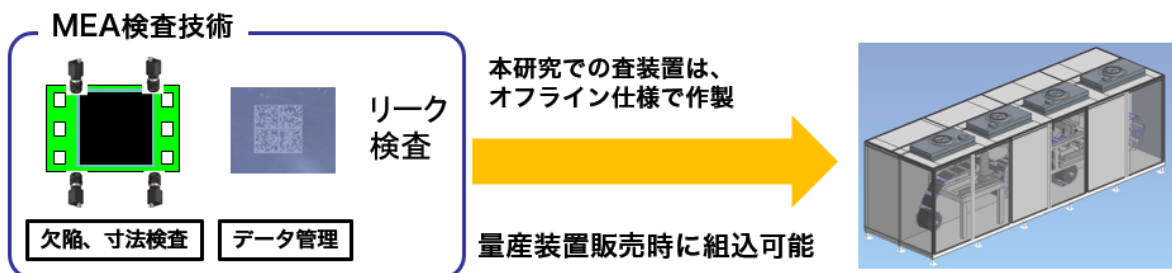 MEA検査技術
リーク
検査
欠陥、寸法検査
データ管理
本研究での査装置は、
オフライン仕様で作製
量産装置販売時に組込可能